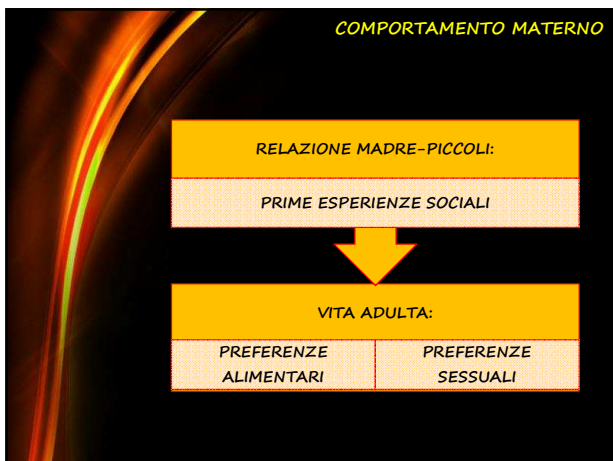 COMPORTAMENTO MATERNO
RELAZIONE MADRE-PICCOLI:
PRIME ESPERIENZE SOCIALI
VITA ADULTA:
PREFERENZE
ALIMENTARI
PREFERENZE
SESSUALI